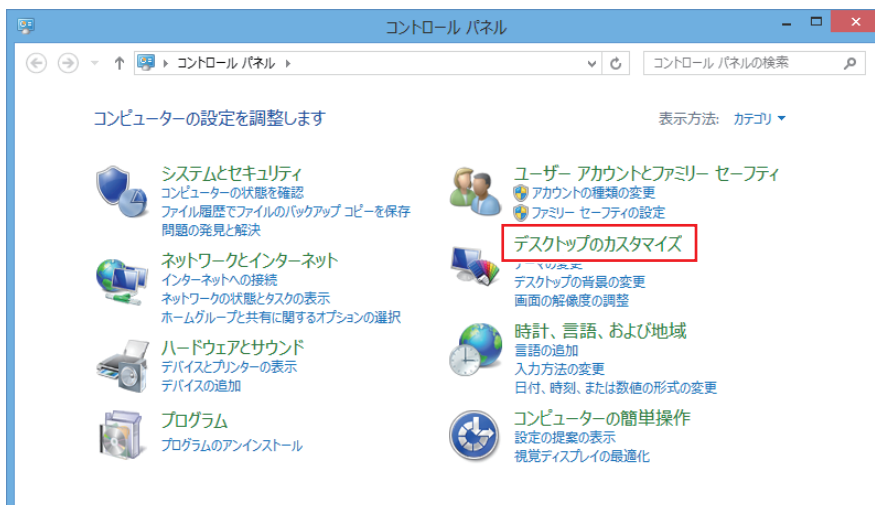 コントロール パネル
コントロール パネル
コントロール パネルの検索
コンピューターの設定を調整します
表示方法: カテゴリ
システムとセキュリティ
コンピューターの状態を確認
ファイル履歴でファイルのバックアップ コピーを保存
問題の発見と解決
ネットワークとインターネット
インターネットへの接続
ネットワークの状態とタスクの表示
ホームグループと共有に関するオプションの選択
ハードウェアとサウンド
デバイスとプリンターの表示
デバイスの追加
プログラム
プログラムのアンインストール
ユーザー アカウントとファミリー セーフティ
アカウントの種類の変更
ファミリー セーフティの設定
デスクトップのカスタマイズ
テーマの変更
デスクトップの背景の変更
画面の解像度の調整
時計、言語、および地域
言語の追加
入力方法の変更
日付、時刻、または数値の形式の変更
コンピューターの簡単操作
設定の提案の表示
視覚ディスプレイの最適化